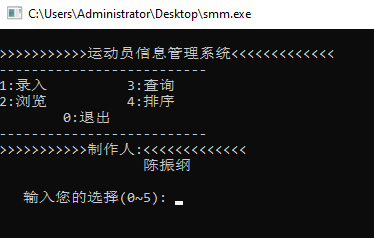 C:\Users\Administrator\Desktop\smm.exe
>>>>>>>>>>>运动员信息管理系统<<<<<<<<<<<<<
--------------------------
1:录入          3:查询
2:浏览          4:排序
        0:退出
--------------------------
>>>>>>>>>>>制作人:<<<<<<<<<<<<<
                  陈振纲
   输入您的选择(0~5):